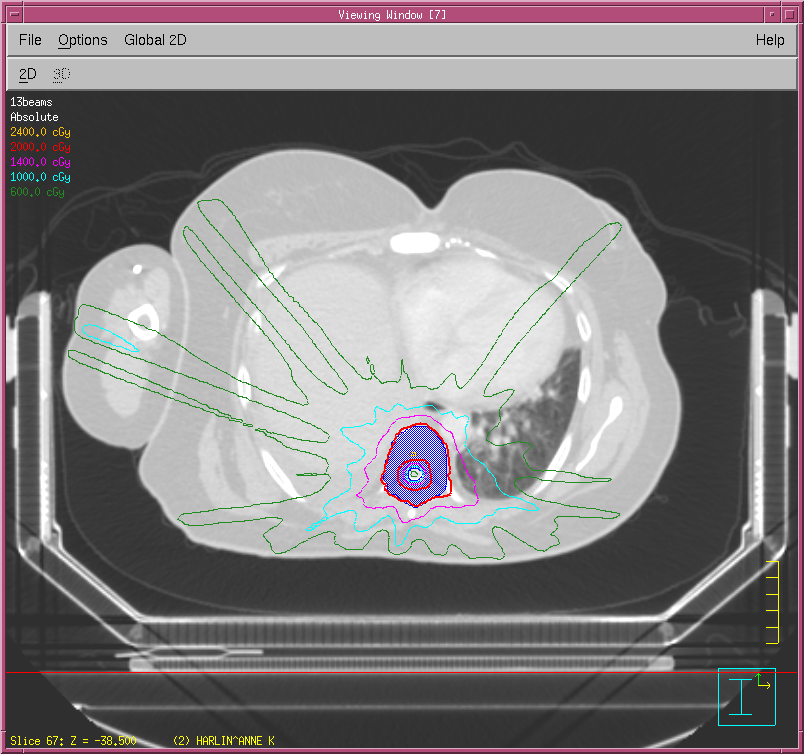 Viewing Window [7]
File Options Global 2D Help
2D 3D
13beams
Absolute
2400.0 cGy
2000.0 cGy
1400.0 cGy
1000.0 cGy
600.0 cGy
Slice 67: Z = -38.500 (2) HARLIN^ANNE K